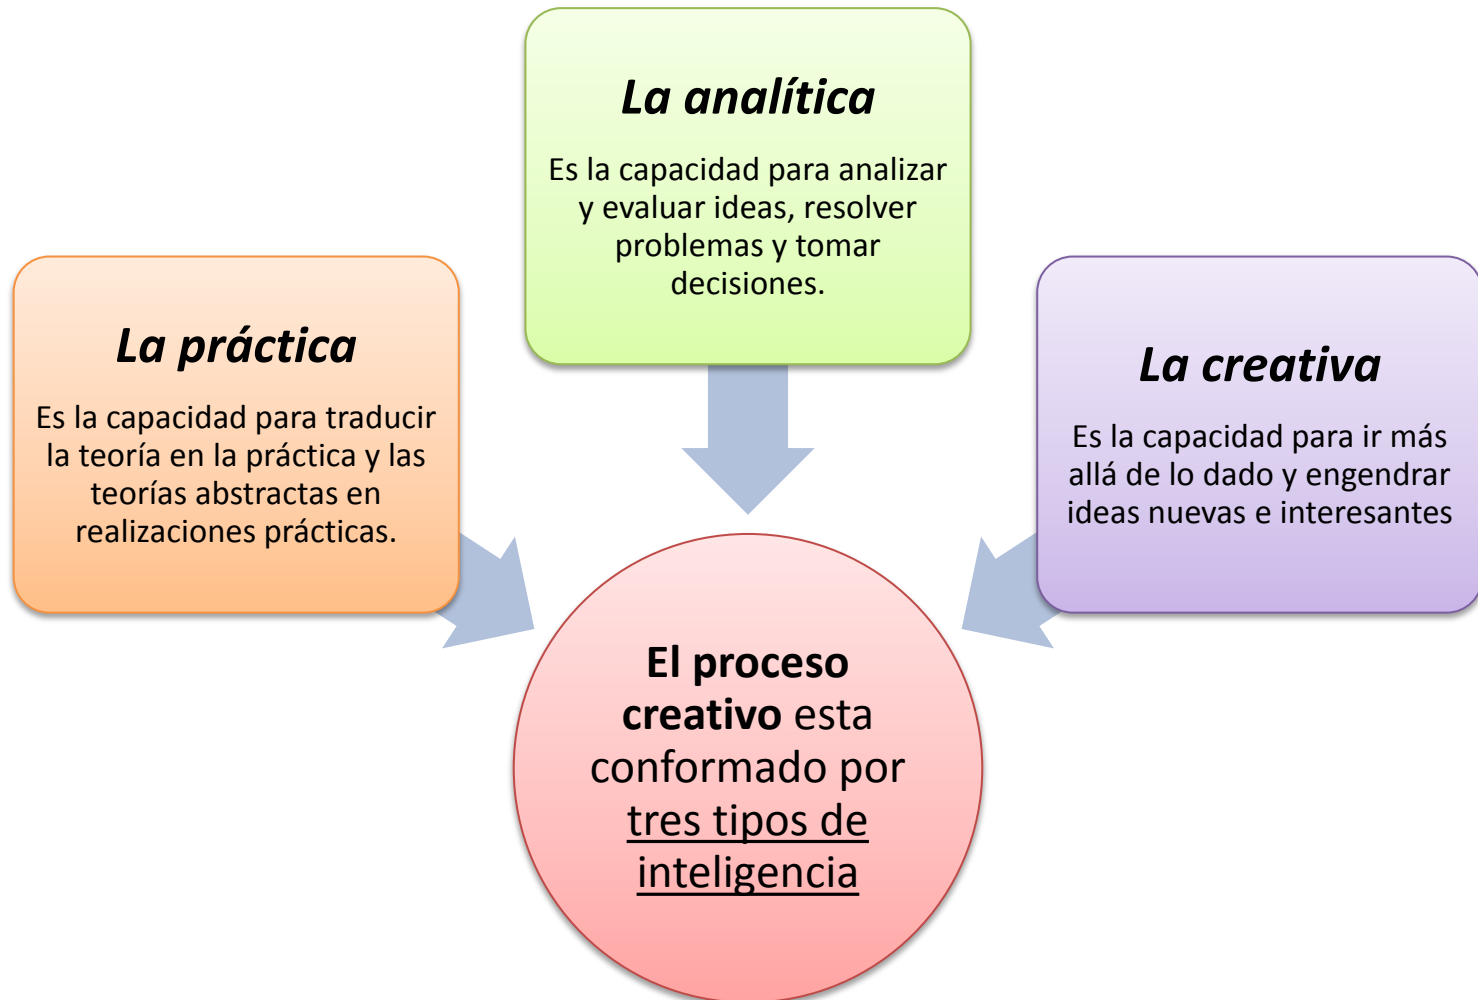 La analítica
Es la capacidad para analizar
y evaluar ideas, resolver
problemas y tomar
decisiones.
La práctica
Es la capacidad para traducir
la teoría en la práctica y las
teorías abstractas en
realizaciones prácticas.
La creativa
Es la capacidad para ir más
allá de lo dado y engendrar
ideas nuevas e interesantes
El proceso
creativo esta
conformado por
tres tipos de
inteligencia